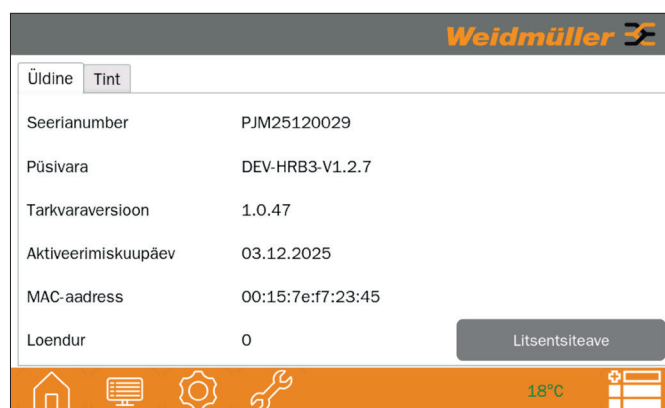 Weidmüller
Üldine Tint
Seerianumber PJM25120029
Püsivara DEV-HRB3-V1.2.7
Tarkvaraversioon 1.0.47
Aktiveerimiskuupäev 03.12.2025
MAC-aadress 00:15:7e:f7:23:45
Loendur 0 Litsentsiteave
18°C